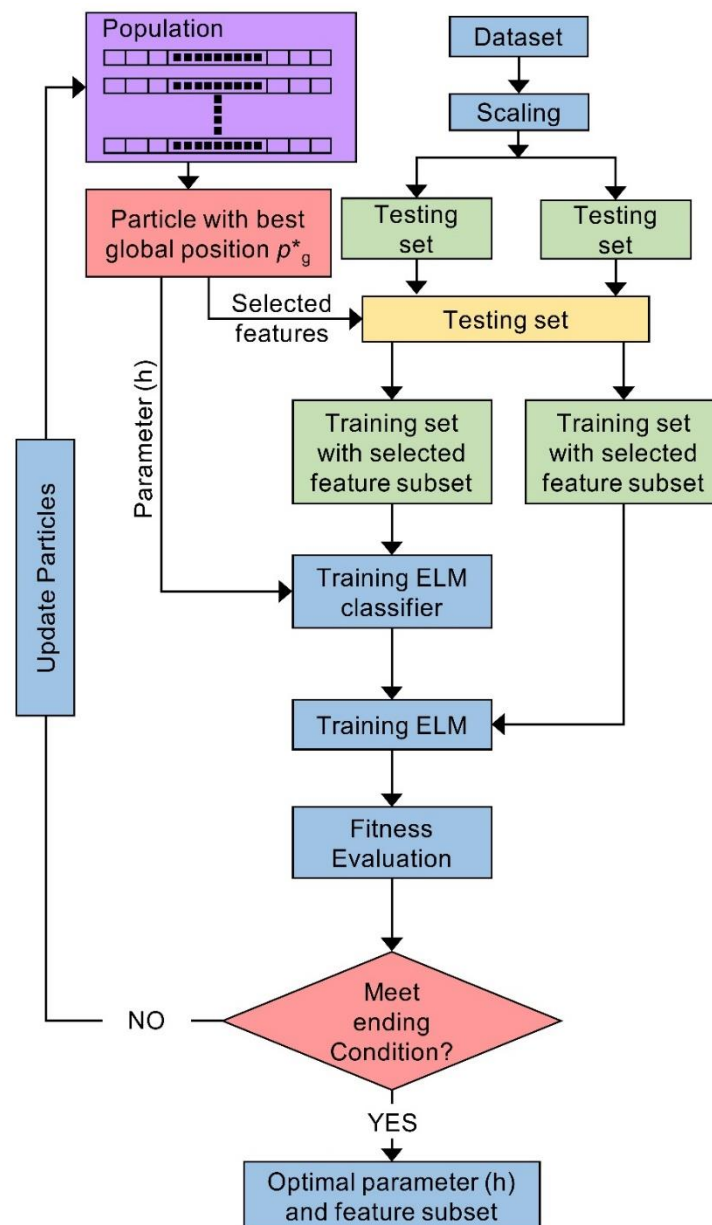 Population
Dataset
Scaling
Particle with best
global position p*g
Testing
set
Testing
set
Selected
features
Testing set
Parameter (h)
Training set
with selected
feature subset
Training set
with selected
feature subset
Update Particles
Training ELM
classifier
Training ELM
Fitness
Evaluation
Meet
ending
Condition?
NO
YES
Optimal parameter (h)
and feature subset